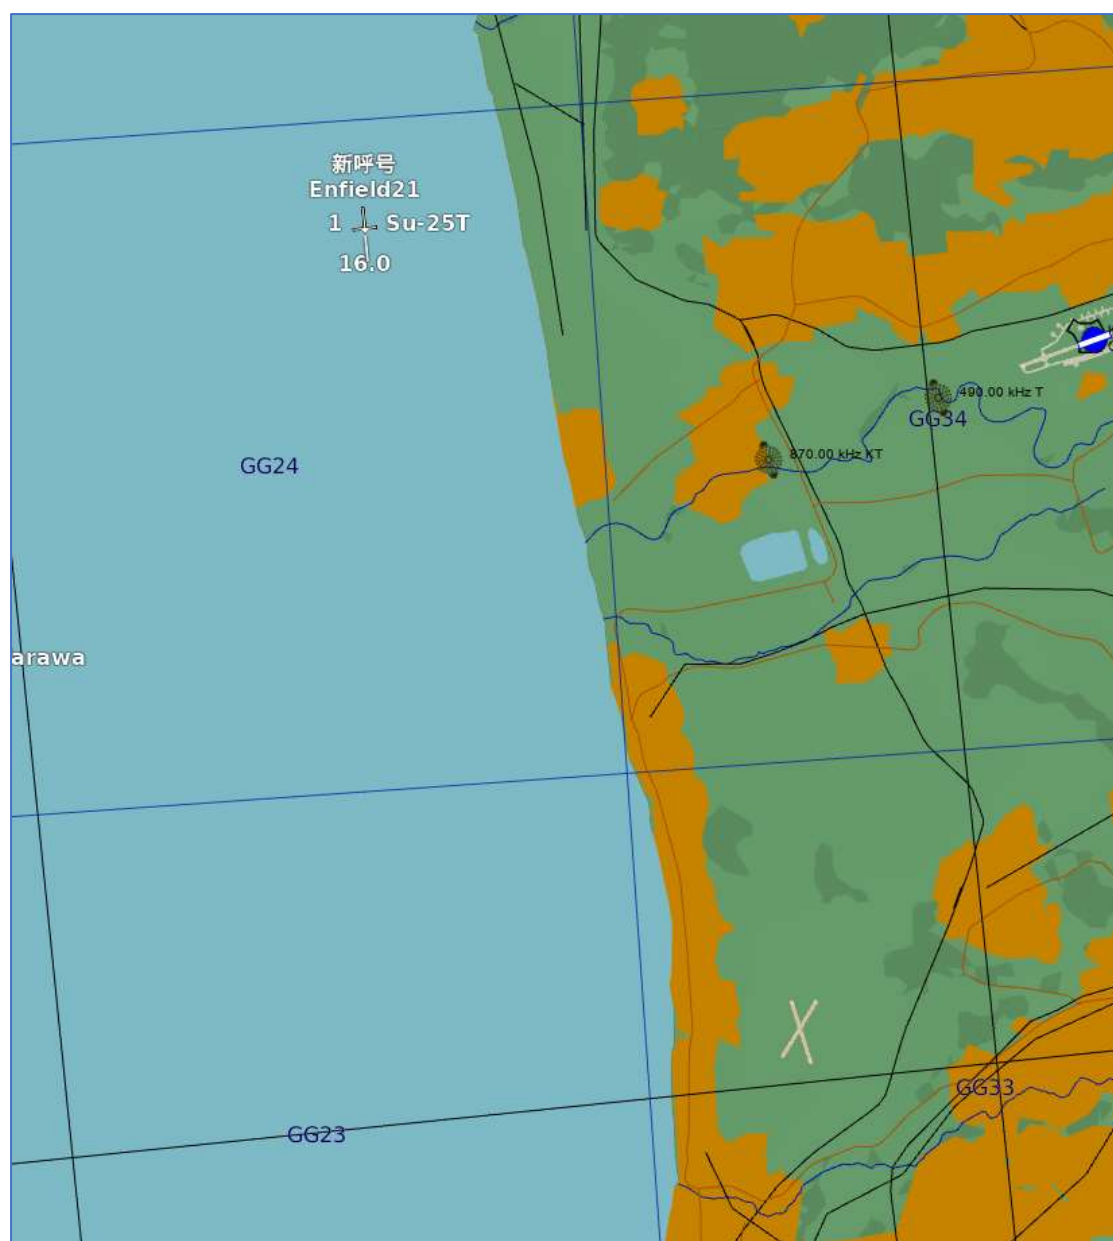 新呼号
Enfield21
1 Su-25T
16.0
490.00 kHz T
GG34
870.00 kHz KT
GG24
arawa
GG33
GG23